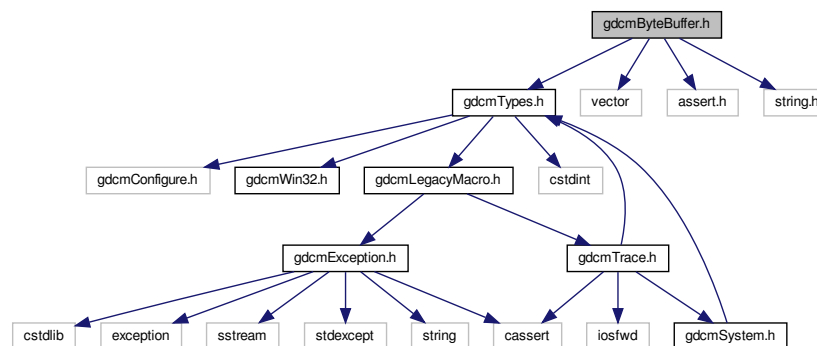 gdcmByteBuffer.h
gdcmTypes.h
vector
assert.h
string.h
gdcmConfigure.h
gdcmWin32.h
gdcmLegacyMacro.h
cstdint
gdcmException.h
gdcmTrace.h
cstdlib
exception
sstream
stdexcept
string
cassert
iosfwd
gdcmSystem.h